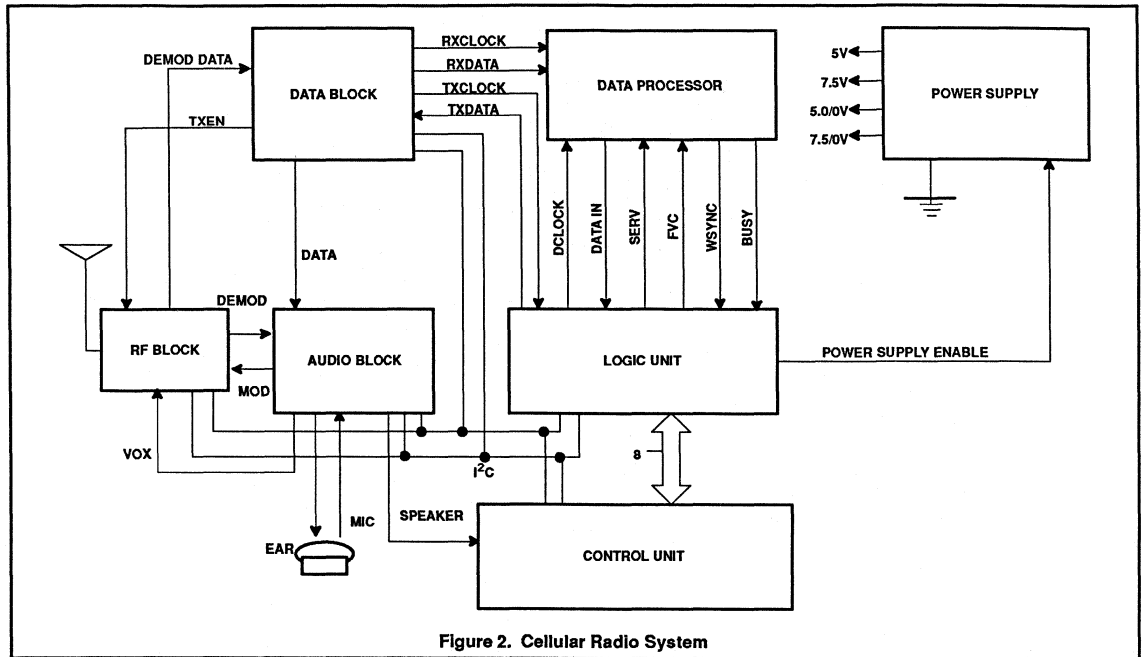 RXCLOCK
DEMOD DATA
RXDATA
5V
DATA BLOCK
DATA PROCESSOR
7.5V
POWER SUPPLY
TXCLOCK
TXDATA
5.0/0V
TXEN
7.5/0V
DCLOCK
DATA IN
SERV
FVC
WSYNC
BUSY
DATA
DEMOD
RF BLOCK
AUDIO BLOCK
LOGIC UNIT
POWER SUPPLY ENABLE
MOD
VOX
I²C
8
MIC
SPEAKER
EAR
CONTROL UNIT
Figure 2. Cellular Radio System